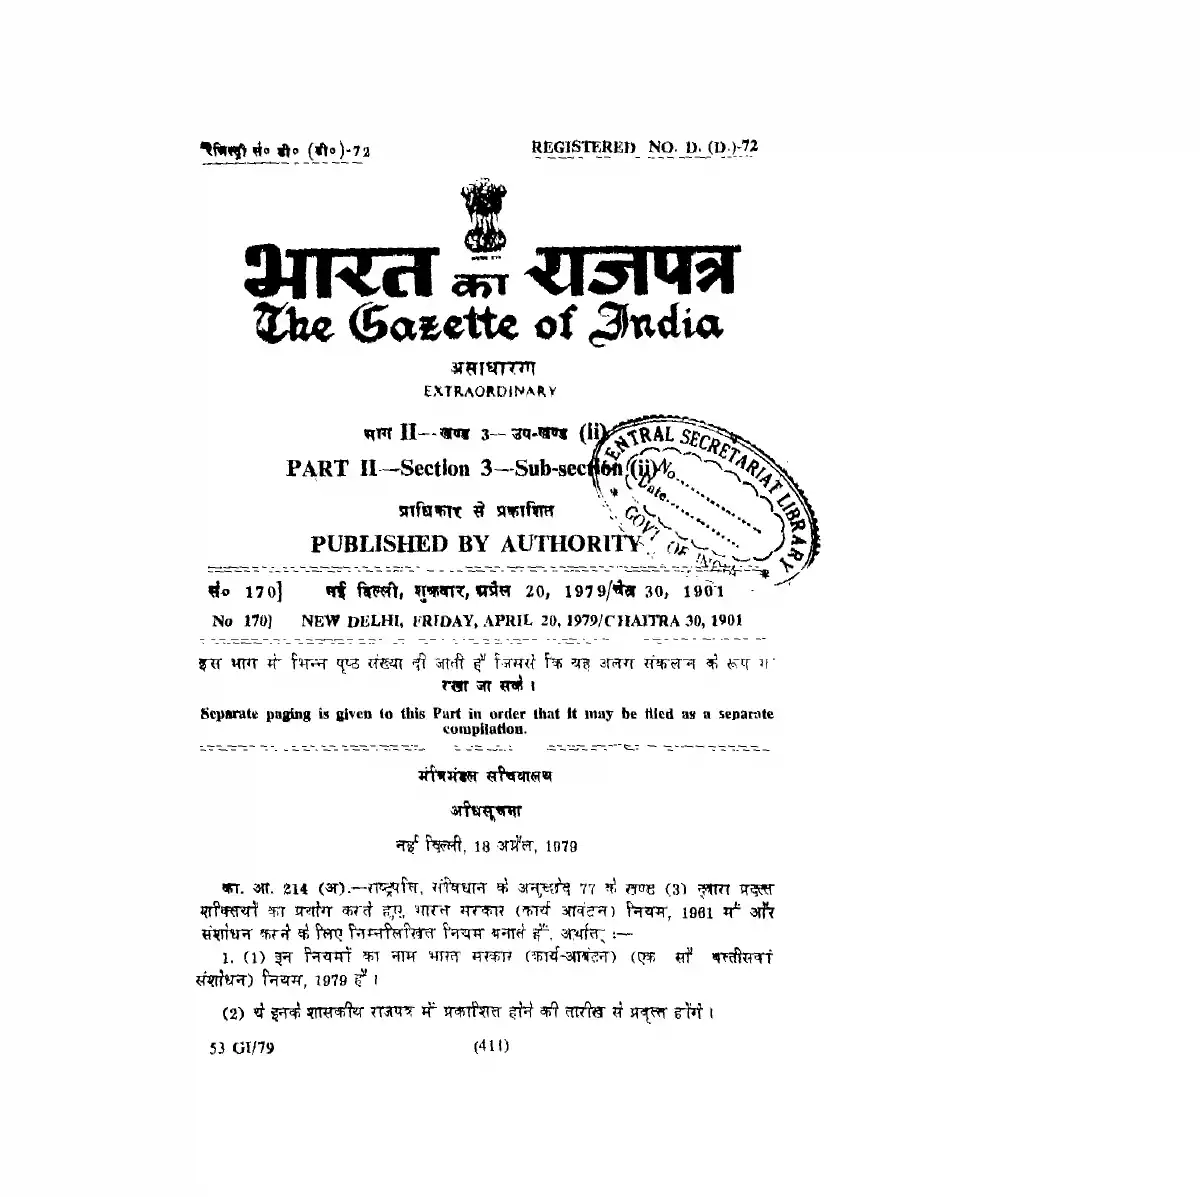 रजिस्ट्री सं० डी० (डी०)-72
REGISTERED NO. D. (D.)-72
भारत का राजपत्र
The Gazette of India
असाधारण
EXTRAORDINARY
भाग II—खण्ड 3—उप-खण्ड (ii)
PART II—Section 3—Sub-section (ii)
प्राधिकार से प्रकाशित
PUBLISHED BY AUTHORITY
CENTRAL SECRETARIAT LIBRARY
No.
Date
GOVT OF INDIA
सं० 170] नई दिल्ली, शुक्रवार, अप्रैल 20, 1979/चैत्र 30, 1901
No 170] NEW DELHI, FRIDAY, APRIL 20, 1979/CHAITRA 30, 1901
इस भाग में भिन्न पृष्ठ संख्या दी जाती है जिससे कि यह अलग संकलन के रूप में
रखा जा सके।
Separate paging is given to this Part in order that it may be filed as a separate
compilation.
मंत्रिमंडल सचिवालय
अधिसूचना
नई दिल्ली, 18 अप्रैल, 1979
का. आ. 214 (अ).—राष्ट्रपति, संविधान के अनुच्छेद 77 के खण्ड (3) द्वारा प्रदत्त
शक्तियों का प्रयोग करते हुए, भारत सरकार (कार्य आवंटन) नियम, 1961 में और
संशोधन करने के लिए निम्नलिखित नियम बनाते हैं, अर्थात् :—
1. (1) इन नियमों का नाम भारत सरकार (कार्य-आबंटन) (एक सौ बत्तीसवां
संशोधन) नियम, 1979 है।
(2) ये इनके शासकीय राजपत्र में प्रकाशित होने की तारीख से प्रवृत्त होंगे।
53 GI/79
(411)